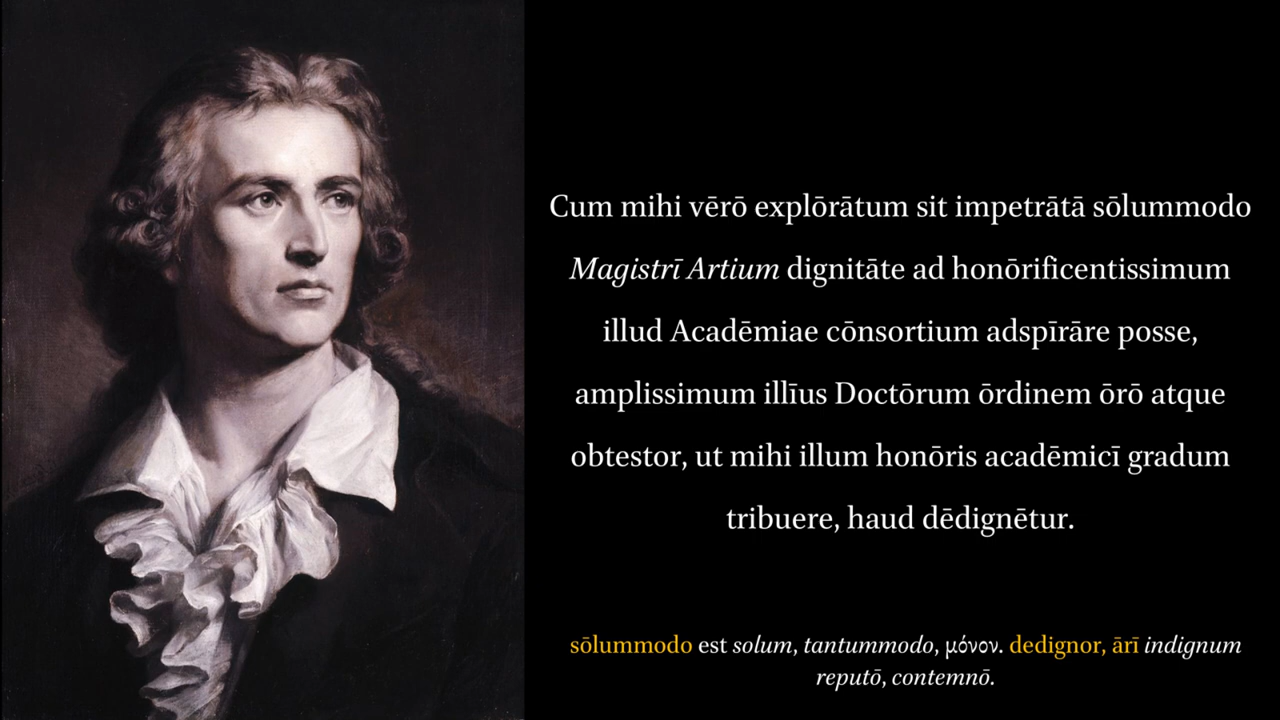 Cum mihi vērō explōrātum sit impetrātā sōlummodo
Magistrī Artium dignitāte ad honōrificentissimum
illud Acadēmiae cōnsortium adspīrāre posse,
amplissimum illīus Doctōrum ōrdinem ōrō atque
obtestor, ut mihi illum honōris acadēmicī gradum
tribuere, haud dēdignētur.
sōlummodo est solum, tantummodo, μόνον. dedignor, ārī indignum
reputō, contemnō.